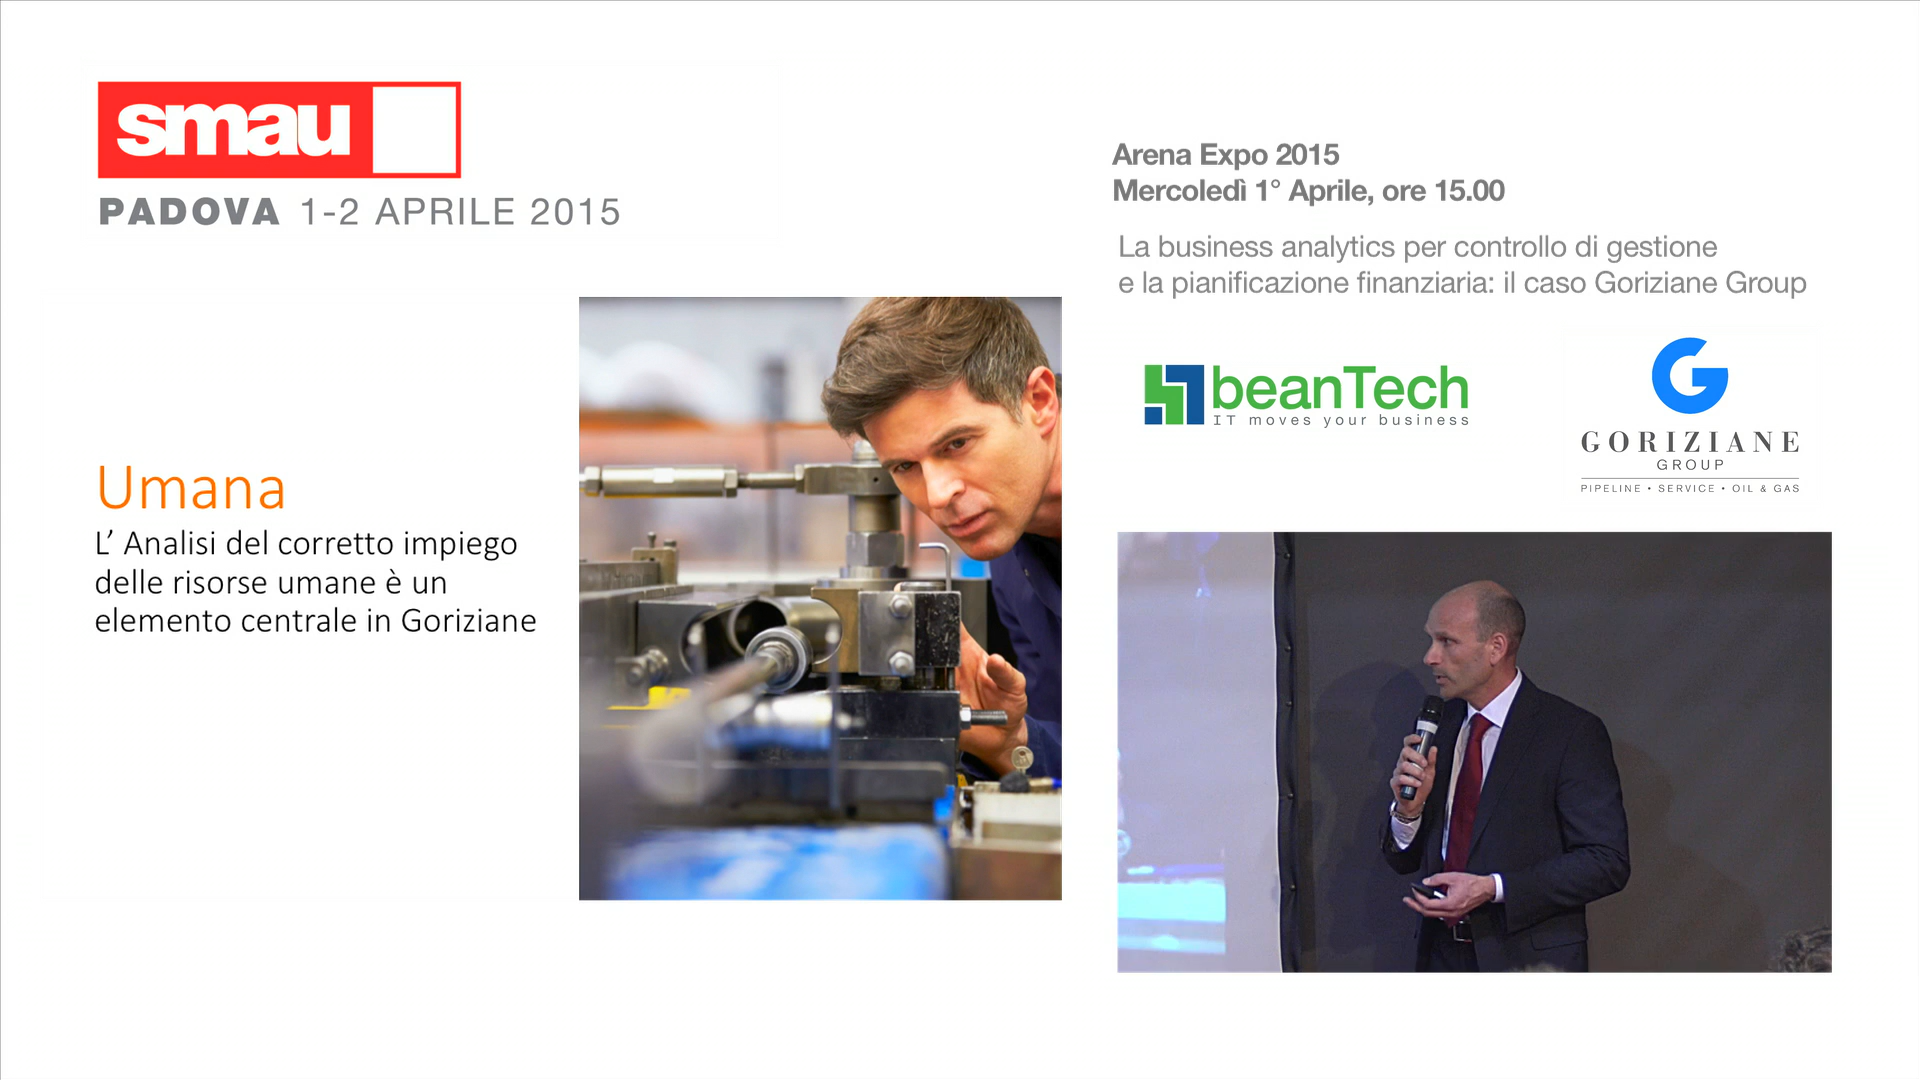 smau
PADOVA 1-2 APRILE 2015
Umana
L’ Analisi del corretto impiego
delle risorse umane è un
elemento centrale in Goriziane
Arena Expo 2015
Mercoledì 1° Aprile, ore 15.00
La business analytics per controllo di gestione
e la pianificazione finanziaria: il caso Goriziane Group
beanTech
IT moves your business
GORIZIANE
GROUP
PIPELINE • SERVICE • OIL & GAS